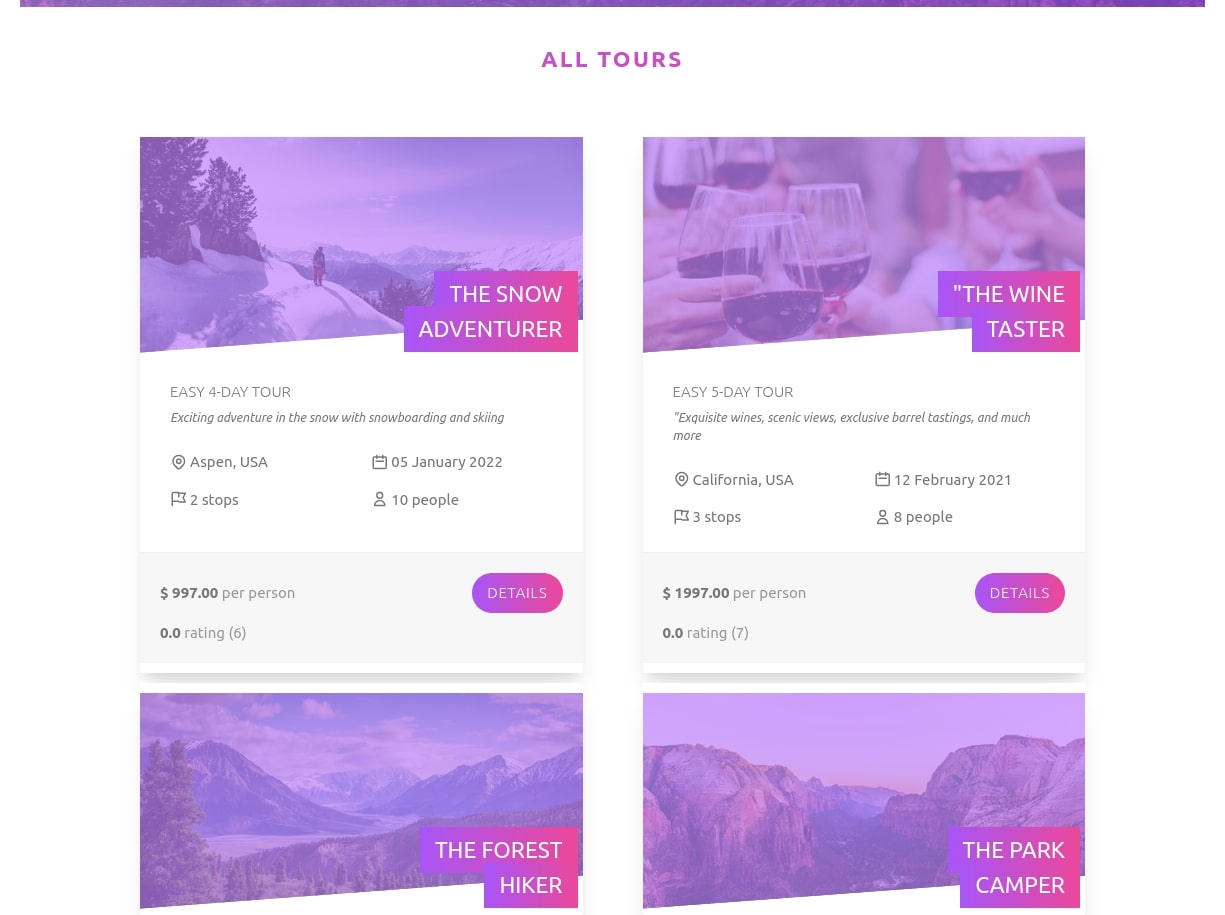 ALL TOURS
THE SNOW
ADVENTURER
EASY 4-DAY TOUR
Exciting adventure in the snow with snowboarding and skiing
Aspen, USA
05 January 2022
2 stops
10 people
$ 997.00 per person
DETAILS
0.0 rating (6)
"THE WINE
TASTER
EASY 5-DAY TOUR
"Exquisite wines, scenic views, exclusive barrel tastings, and much
more
California, USA
12 February 2021
3 stops
8 people
$ 1997.00 per person
DETAILS
0.0 rating (7)
THE FOREST
HIKER
THE PARK
CAMPER